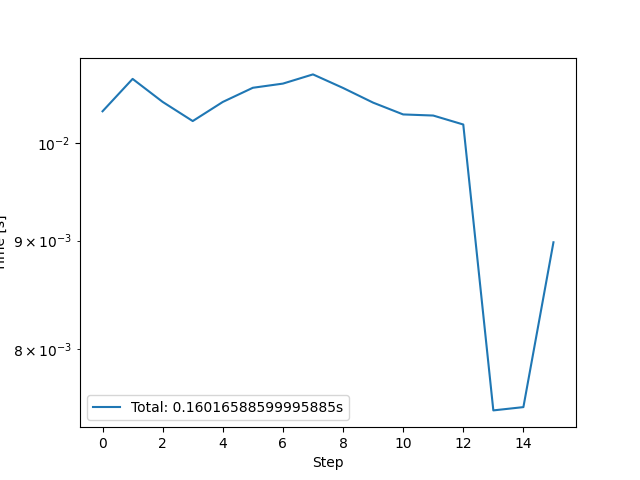 10⁻²
9 × 10⁻³
8 × 10⁻³
Time [s]
Total: 0.16016588599995885s
0 2 4 6 8 10 12 14
Step